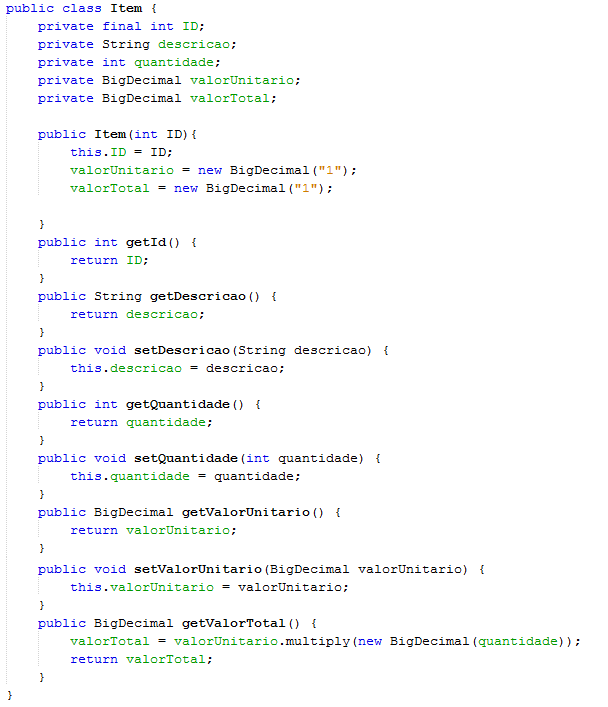 public class Item {
    private final int ID;
    private String descricao;
    private int quantidade;
    private BigDecimal valorUnitario;
    private BigDecimal valorTotal;

    public Item(int ID){
        this.ID = ID;
        valorUnitario = new BigDecimal("1");
        valorTotal = new BigDecimal("1");

    }
    public int getId() {
        return ID;
    }
    public String getDescricao() {
        return descricao;
    }
    public void setDescricao(String descricao) {
        this.descricao = descricao;
    }
    public int getQuantidade() {
        return quantidade;
    }
    public void setQuantidade(int quantidade) {
        this.quantidade = quantidade;
    }
    public BigDecimal getValorUnitario() {
        return valorUnitario;
    }
    public void setValorUnitario(BigDecimal valorUnitario) {
        this.valorUnitario = valorUnitario;
    }
    public BigDecimal getValorTotal() {
        valorTotal = valorUnitario.multiply(new BigDecimal(quantidade));
        return valorTotal;
    }
}